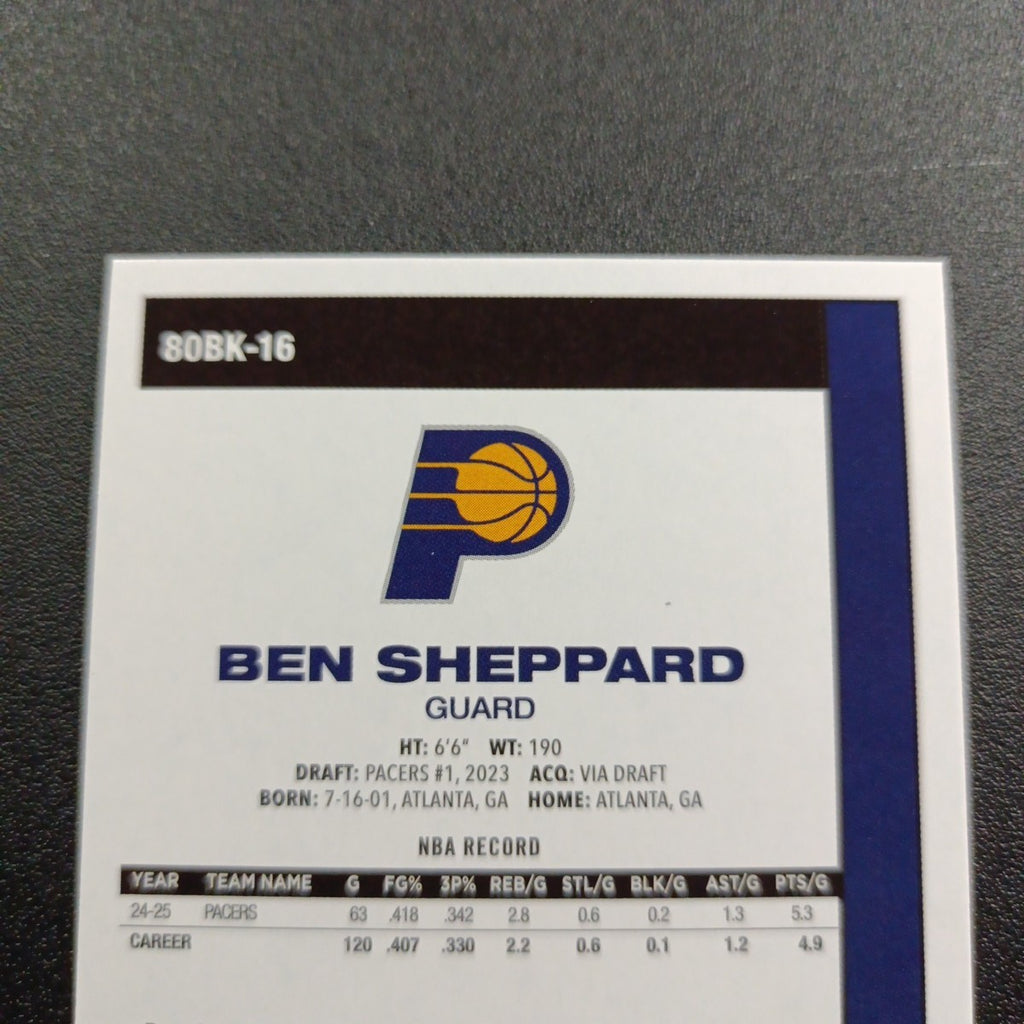 80BK-16
BEN SHEPPARD
GUARD
HT: 6'6" WT: 190
DRAFT: PACERS #1, 2023 ACQ: VIA DRAFT
BORN: 7-16-01, ATLANTA, GA HOME: ATLANTA, GA
NBA RECORD
YEAR TEAM NAME G FG% 3P% REB/G STL/G BLK/G AST/G PTS/G
24-25 PACERS 63 .418 .342 2.8 0.6 0.2 1.3 5.3
CAREER 120 .407 .330 2.2 0.6 0.1 1.2 4.9